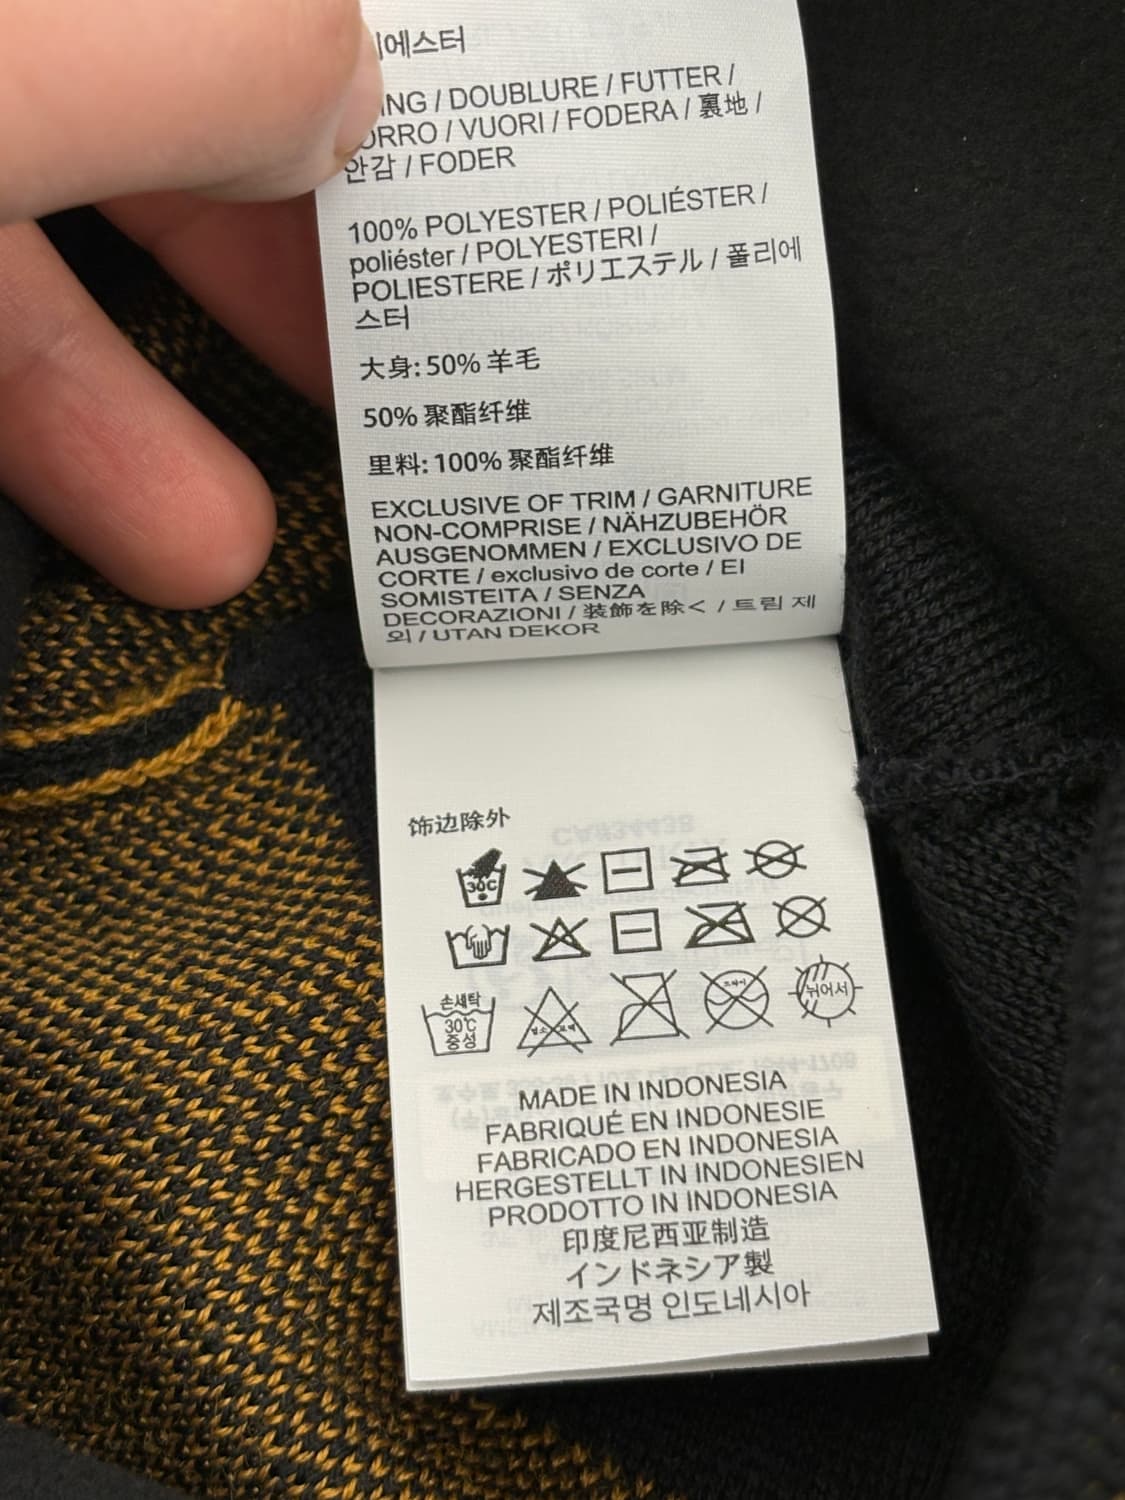 에스터
/ DOUBLURE / FUTTER /
/ VUORI / FODERA / 裏地 /
안감 / FODER
100% POLYESTER / POLIÉSTER /
poliéster / POLYESTERI /
POLIESTERE / ポリエステル / 폴리에
스터
大身: 50% 羊毛
50% 聚酯纤维
里料: 100% 聚酯纤维
EXCLUSIVE OF TRIM / GARNITURE
NON-COMPRISE / NÄHZUBEHÖR
AUSGENOMMEN / EXCLUSIVO DE
CORTE / exclusivo de corte / EI
SOMISTEITA / SENZA
DECORAZIONI / 装飾を除く / 트림 제
외 / UTAN DEKOR
饰边除外
30C
손세탁
30℃
중성
뉘어서
MADE IN INDONESIA
FABRIQUÉ EN INDONESIE
FABRICADO EN INDONESIA
HERGESTELLT IN INDONESIEN
PRODOTTO IN INDONESIA
印度尼西亚制造
インドネシア製
제조국명 인도네시아